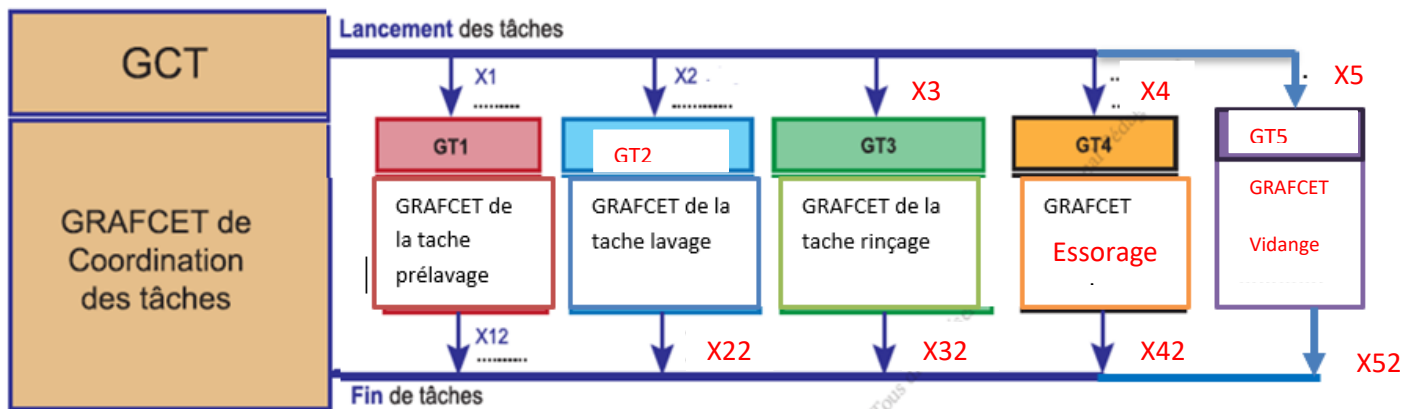 GCT
GRAFCET de
Coordination
des tâches
Lancement des tâches
X1
..........
X2
..........
X3
X4
X5
GT1
GT2
GT3
GT4
GT5
GRAFCET de
la tache
prélavage
GRAFCET de la
tache lavage
GRAFCET de la
tache rinçage
GRAFCET
Essorage
GRAFCET
Vidange
X12
..........
X22
X32
X42
X52
Fin de tâches
Tous